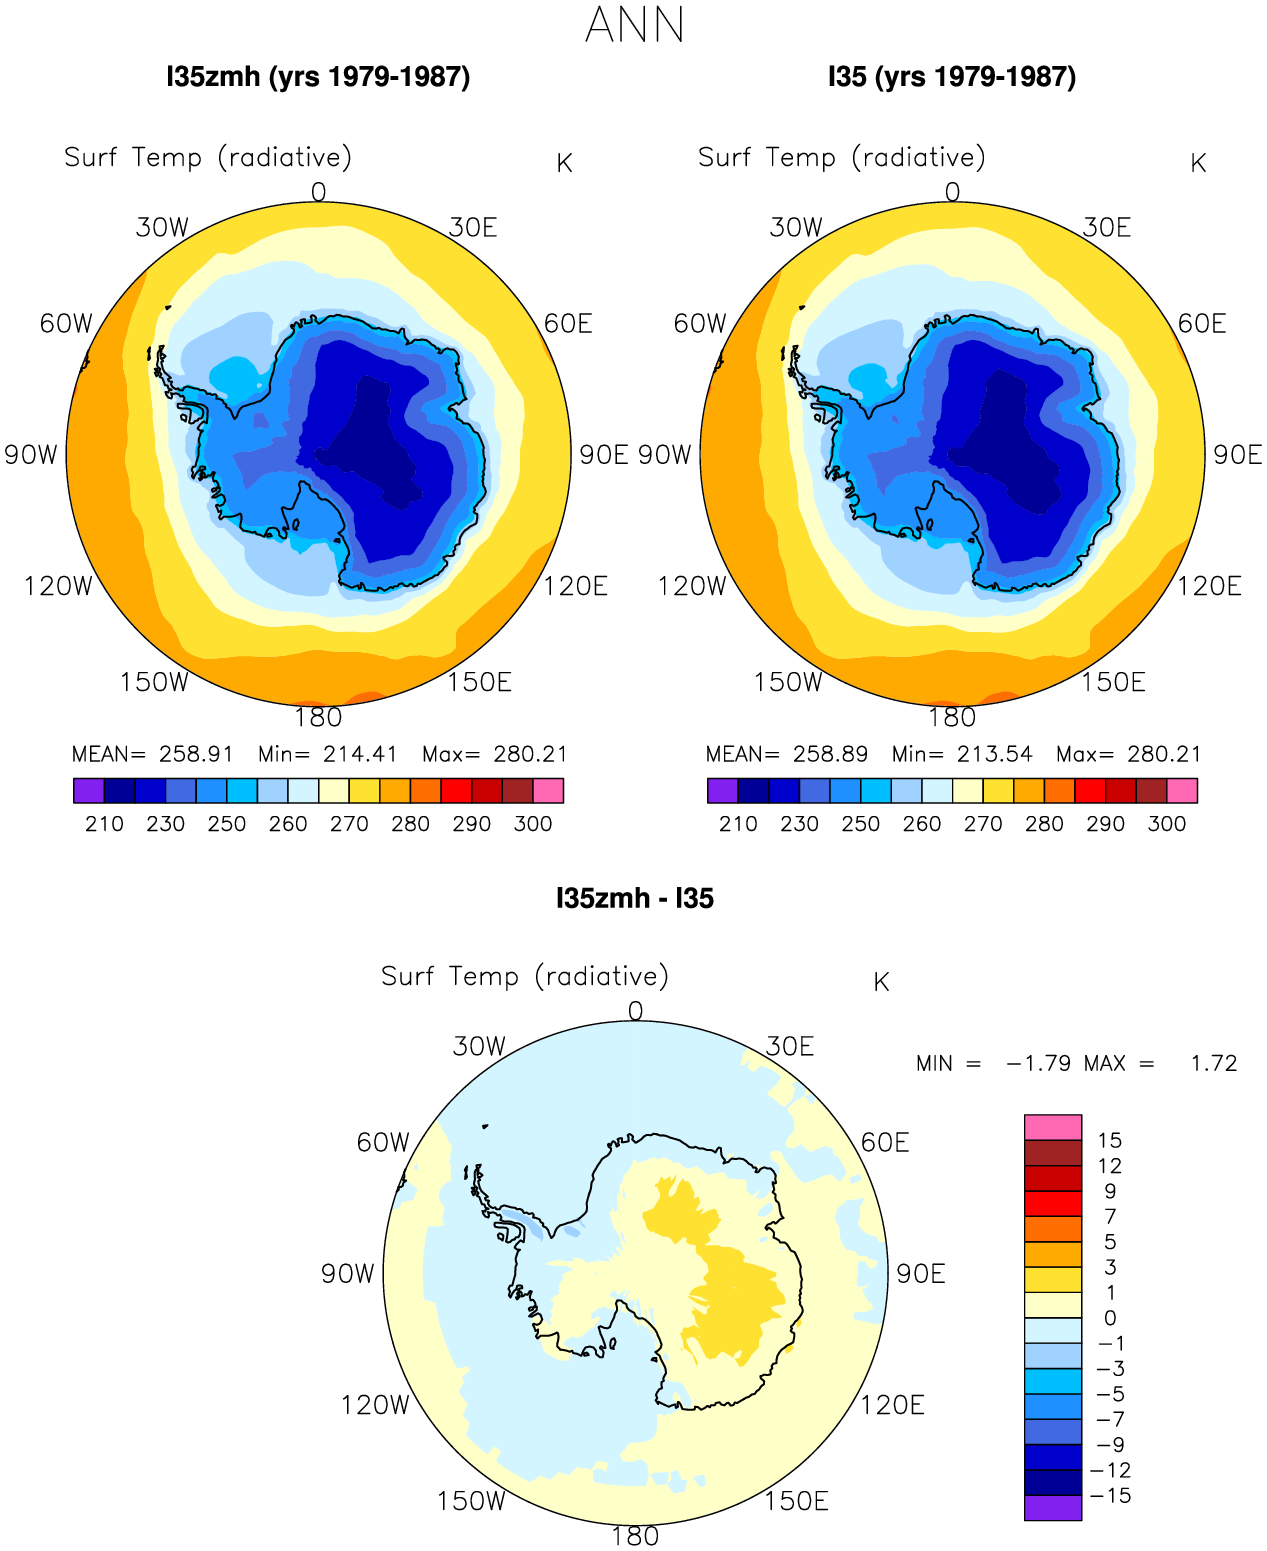 ANN
I35zmh (yrs 1979-1987)
I35 (yrs 1979-1987)
Surf Temp (radiative) K
Surf Temp (radiative) K
0
30W 30E
60W 60E
90W 90E
120W 120E
150W 150E
180
0
30W 30E
60W 60E
90W 90E
120W 120E
150W 150E
180
MEAN= 258.91 Min= 214.41 Max= 280.21
210 230 250 260 270 280 290 300
MEAN= 258.89 Min= 213.54 Max= 280.21
210 230 250 260 270 280 290 300
I35zmh - I35
Surf Temp (radiative) K
0
30W 30E
60W 60E
90W 90E
120W 120E
150W 150E
180
MIN = -1.79 MAX = 1.72
15
12
9
7
5
3
1
0
-1
-3
-5
-7
-9
-12
-15